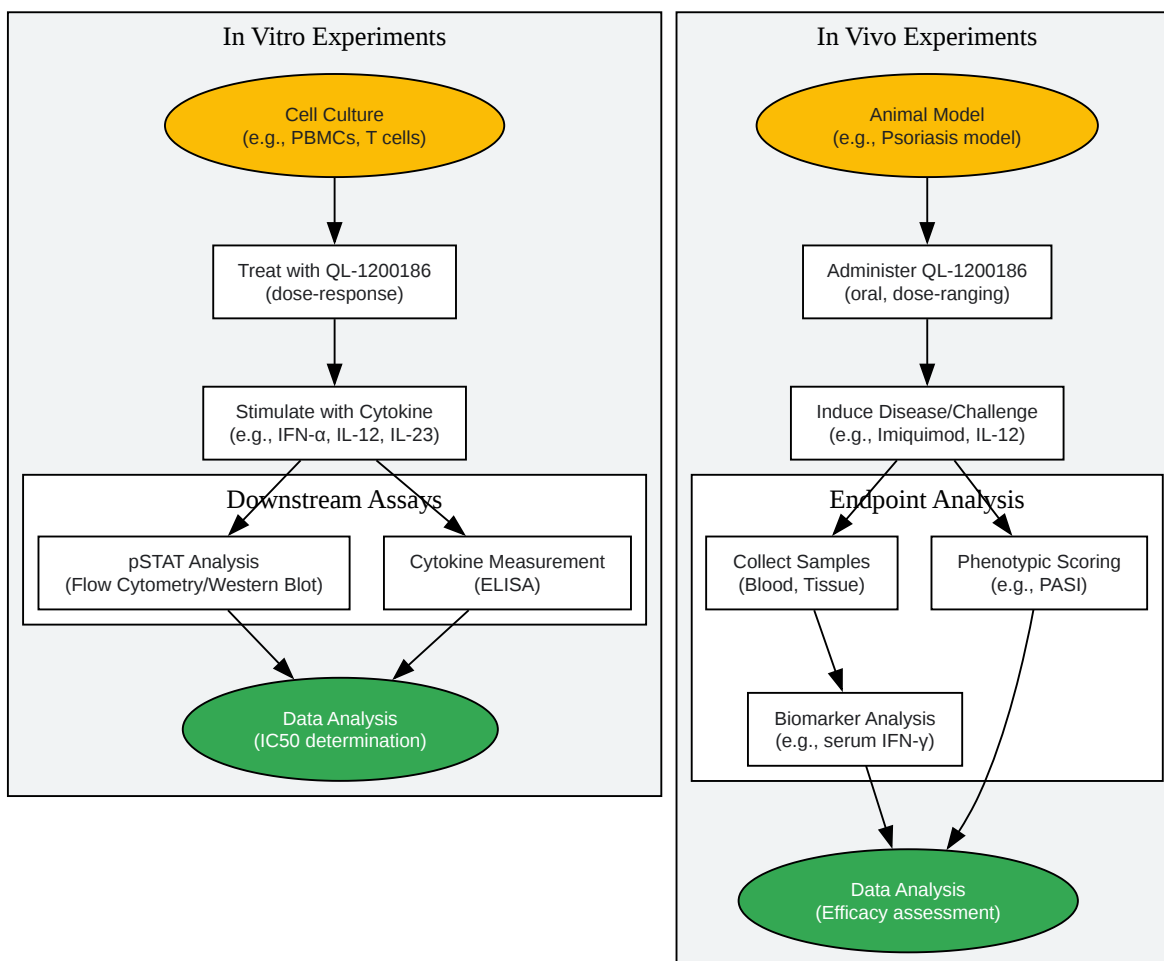 In Vitro Experiments
Cell Culture
(e.g., PBMCs, T cells)
Treat with QL-1200186
(dose-response)
Stimulate with Cytokine
(e.g., IFN-α, IL-12, IL-23)
Downstream Assays
pSTAT Analysis
(Flow Cytometry/Western Blot)
Cytokine Measurement
(ELISA)
Data Analysis
(IC50 determination)
In Vivo Experiments
Animal Model
(e.g., Psoriasis model)
Administer QL-1200186
(oral, dose-ranging)
Induce Disease/Challenge
(e.g., Imiquimod, IL-12)
Endpoint Analysis
Collect Samples
(Blood, Tissue)
Phenotypic Scoring
(e.g., PASI)
Biomarker Analysis
(e.g., serum IFN-γ)
Data Analysis
(Efficacy assessment)